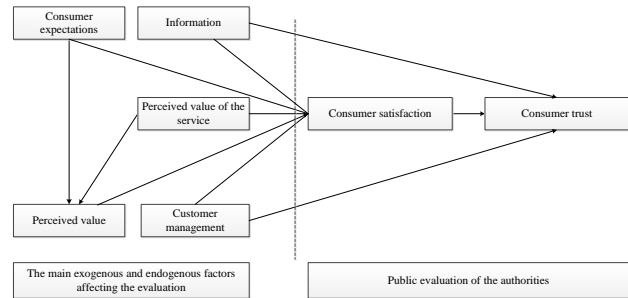 Consumer
expectations
Information
Perceived value of the
service
Consumer satisfaction
Consumer trust
Perceived value
Customer
management
The main exogenous and endogenous factors
affecting the evaluation
Public evaluation of the authorities